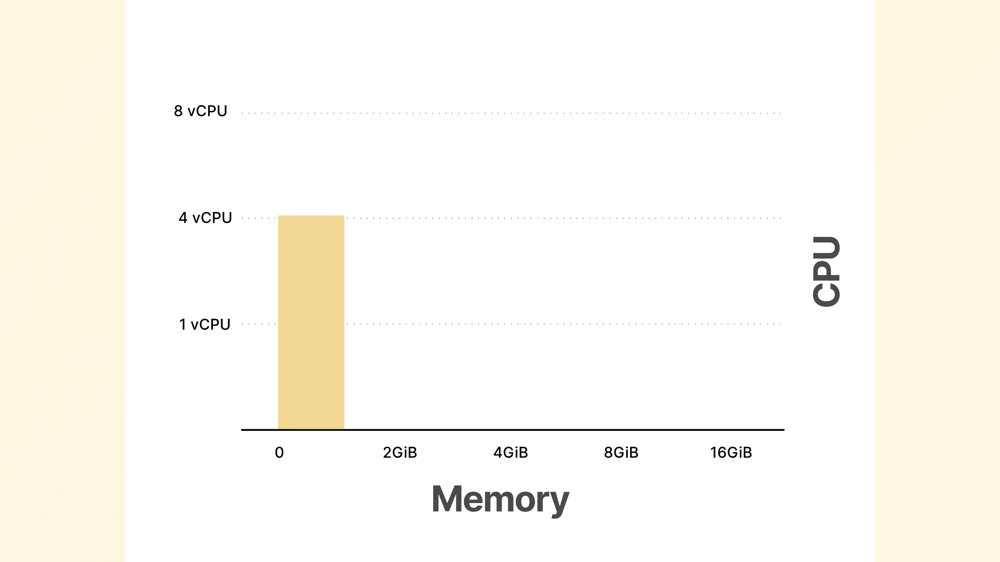 8 vCPU
4 vCPU
1 vCPU
CPU
0
2GiB
4GiB
8GiB
16GiB
Memory